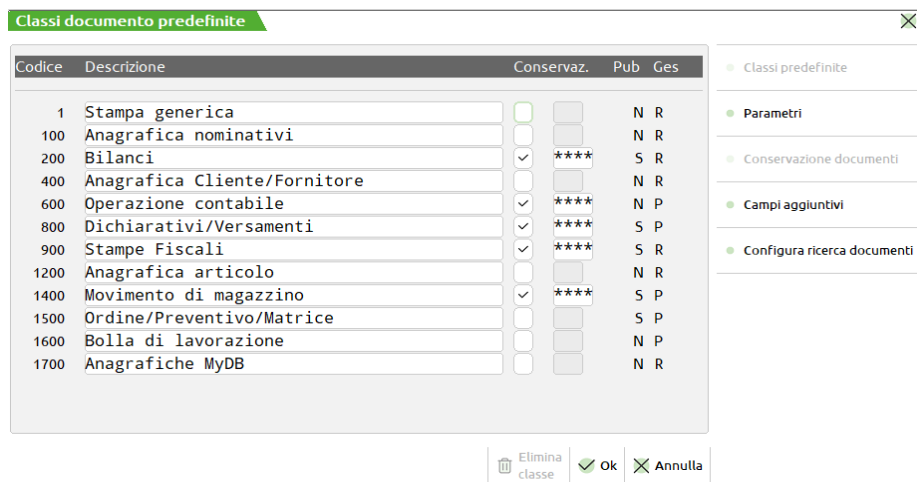 Classi documento predefinite
Codice Descrizione Conservaz. Pub Ges
1 Stampa generica N R
100 Anagrafica nominativi N R
200 Bilanci **** S R
400 Anagrafica Cliente/Fornitore N R
600 Operazione contabile **** N P
800 Dichiarativi/Versamenti **** S P
900 Stampe Fiscali **** S R
1200 Anagrafica articolo N R
1400 Movimento di magazzino **** S P
1500 Ordine/Preventivo/Matrice S P
1600 Bolla di lavorazione N P
1700 Anagrafiche MyDB N R
Classi predefinite
Parametri
Conservazione documenti
Campi aggiuntivi
Configura ricerca documenti
Elimina
classe
Ok
Annulla